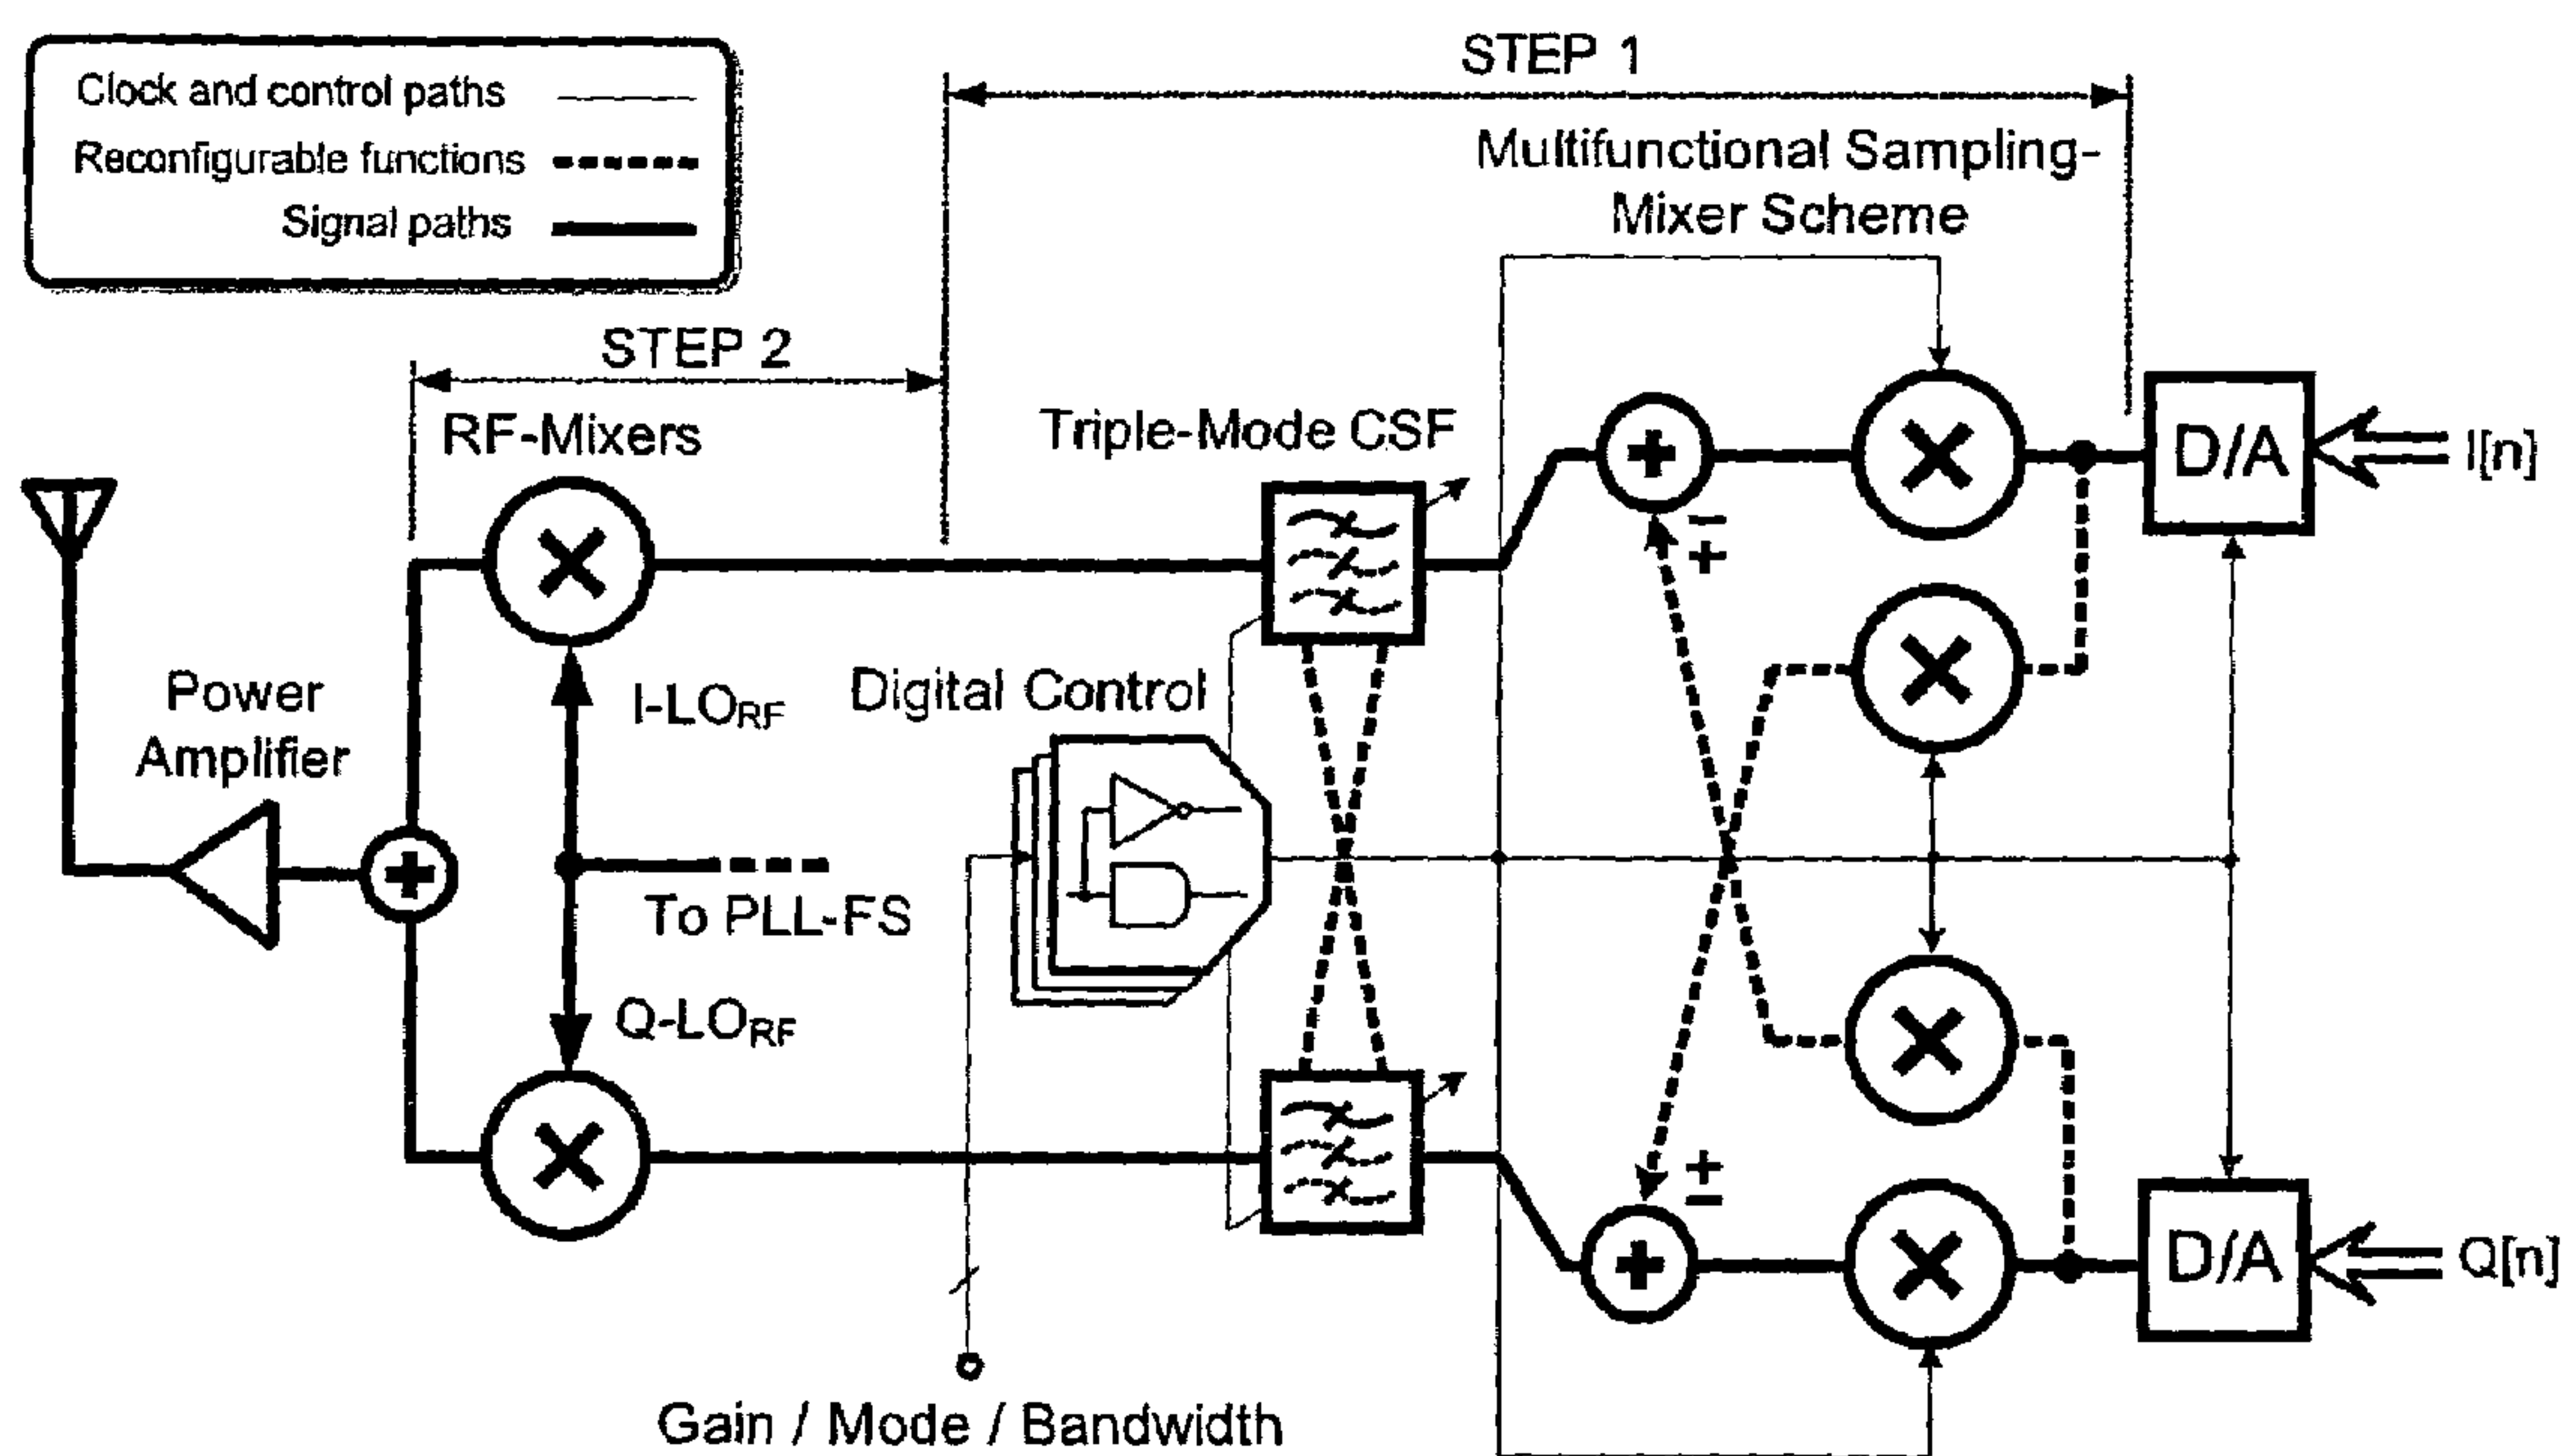 Clock and control paths
Reconfigurable functions
Signal paths
STEP 1
Multifunctional Sampling-
Mixer Scheme
STEP 2
RF-Mixers
Triple-Mode CSF
D/A
I[n]
−
+
Power
Amplifier
I-LORF
Digital Control
To PLL-FS
Q-LORF
+
−
D/A
Q[n]
Gain / Mode / Bandwidth